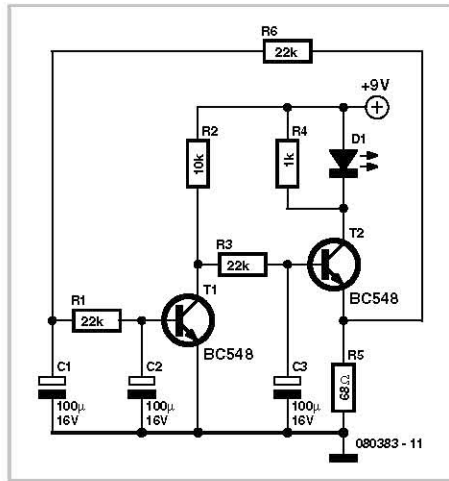 R6
22k
+9V
R2
10k
R4
1k
D1
T2
R3
22k
BC548
T1
R1
22k
BC548
R5
68Ω
C1
100µ
16V
C2
100µ
16V
C3
100µ
16V
080383 - 11